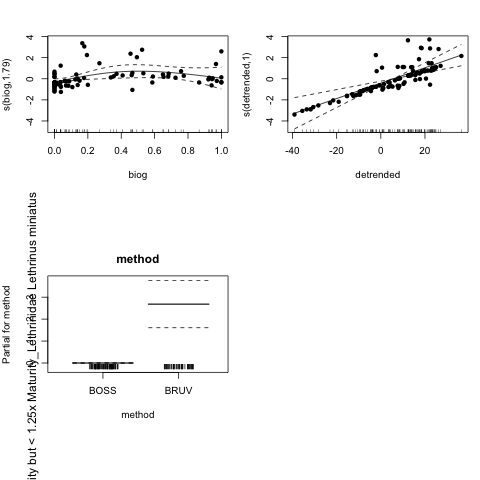 s(biog,1.79)
4
2
0
-2
-4
0.0 0.2 0.4 0.6 0.8 1.0
biog
s(detrended,1)
4
2
0
-2
-4
-40 -20 0 20
detrended
method
Partial for method
BOSS BRUV
method
ity but < 1.25x Maturity_Lethrinidae Lethrinus miniatus